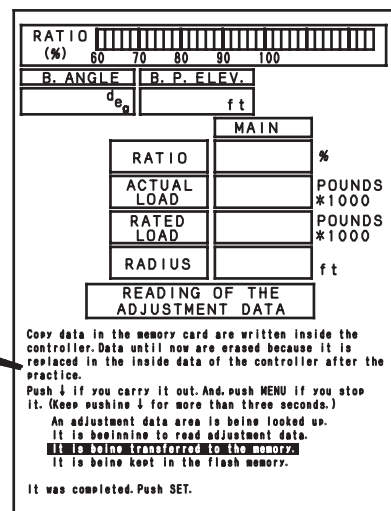 RATIO
(%) 60 70 80 90 100
B. ANGLE B. P. ELEV.
deg ft
MAIN
RATIO %
ACTUAL LOAD POUNDS *1000
RATED LOAD POUNDS *1000
RADIUS ft
READING OF THE
ADJUSTMENT DATA
Copy data in the memory card are written inside the
controller. Data until now are erased because it is
replaced in the inside data of the controller after the
practice.
Push ↓ if you carry it out. And, push MENU if you stop
it. (Keep pushing ↓ for more than three seconds.)
An adjustment data area is being looked up.
It is beginning to read adjustment data.
It is being transferred to the memory.
It is being kept in the flash memory.
It was completed. Push SET.